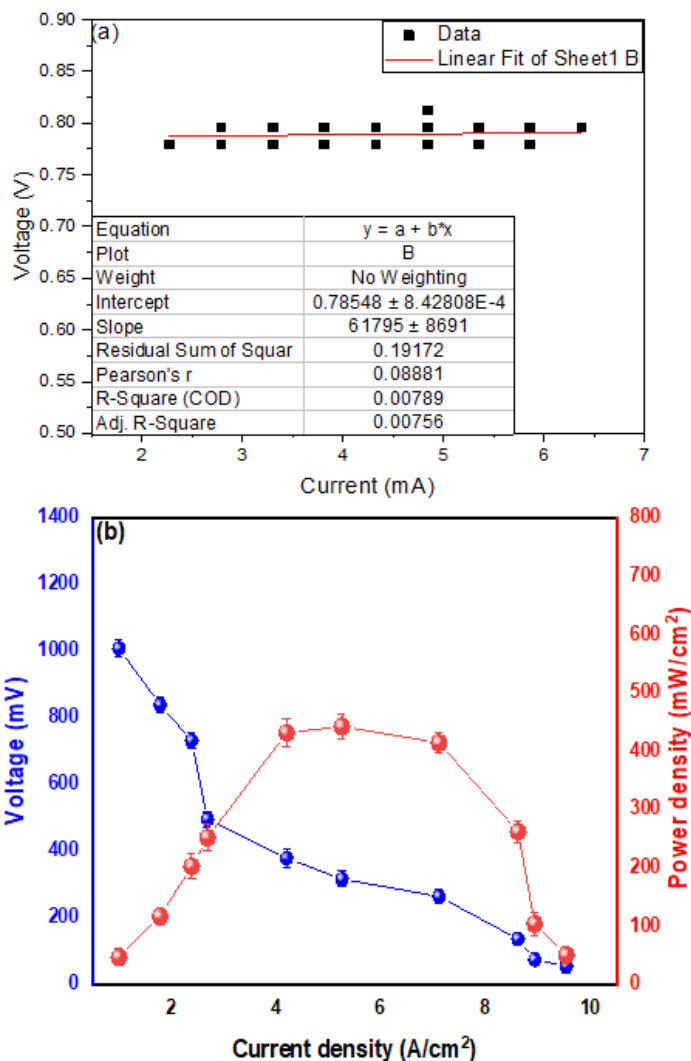 (a)
Data
Linear Fit of Sheet1 B
0.90
0.85
0.80
0.75
0.70
0.65
0.60
0.55
0.50
Voltage (V)
Equation y = a + b*x
Plot B
Weight No Weighting
Intercept 0.78548 ± 8.42808E-4
Slope 61795 ± 8691
Residual Sum of Squar 0.19172
Pearson's r 0.08881
R-Square (COD) 0.00789
Adj. R-Square 0.00756
2 3 4 5 6 7
Current (mA)
(b)
1400
1200
1000
800
600
400
200
0
Voltage (mV)
800
700
600
500
400
300
200
100
0
Power density (mW/cm²)
2 4 6 8 10
Current density (A/cm²)